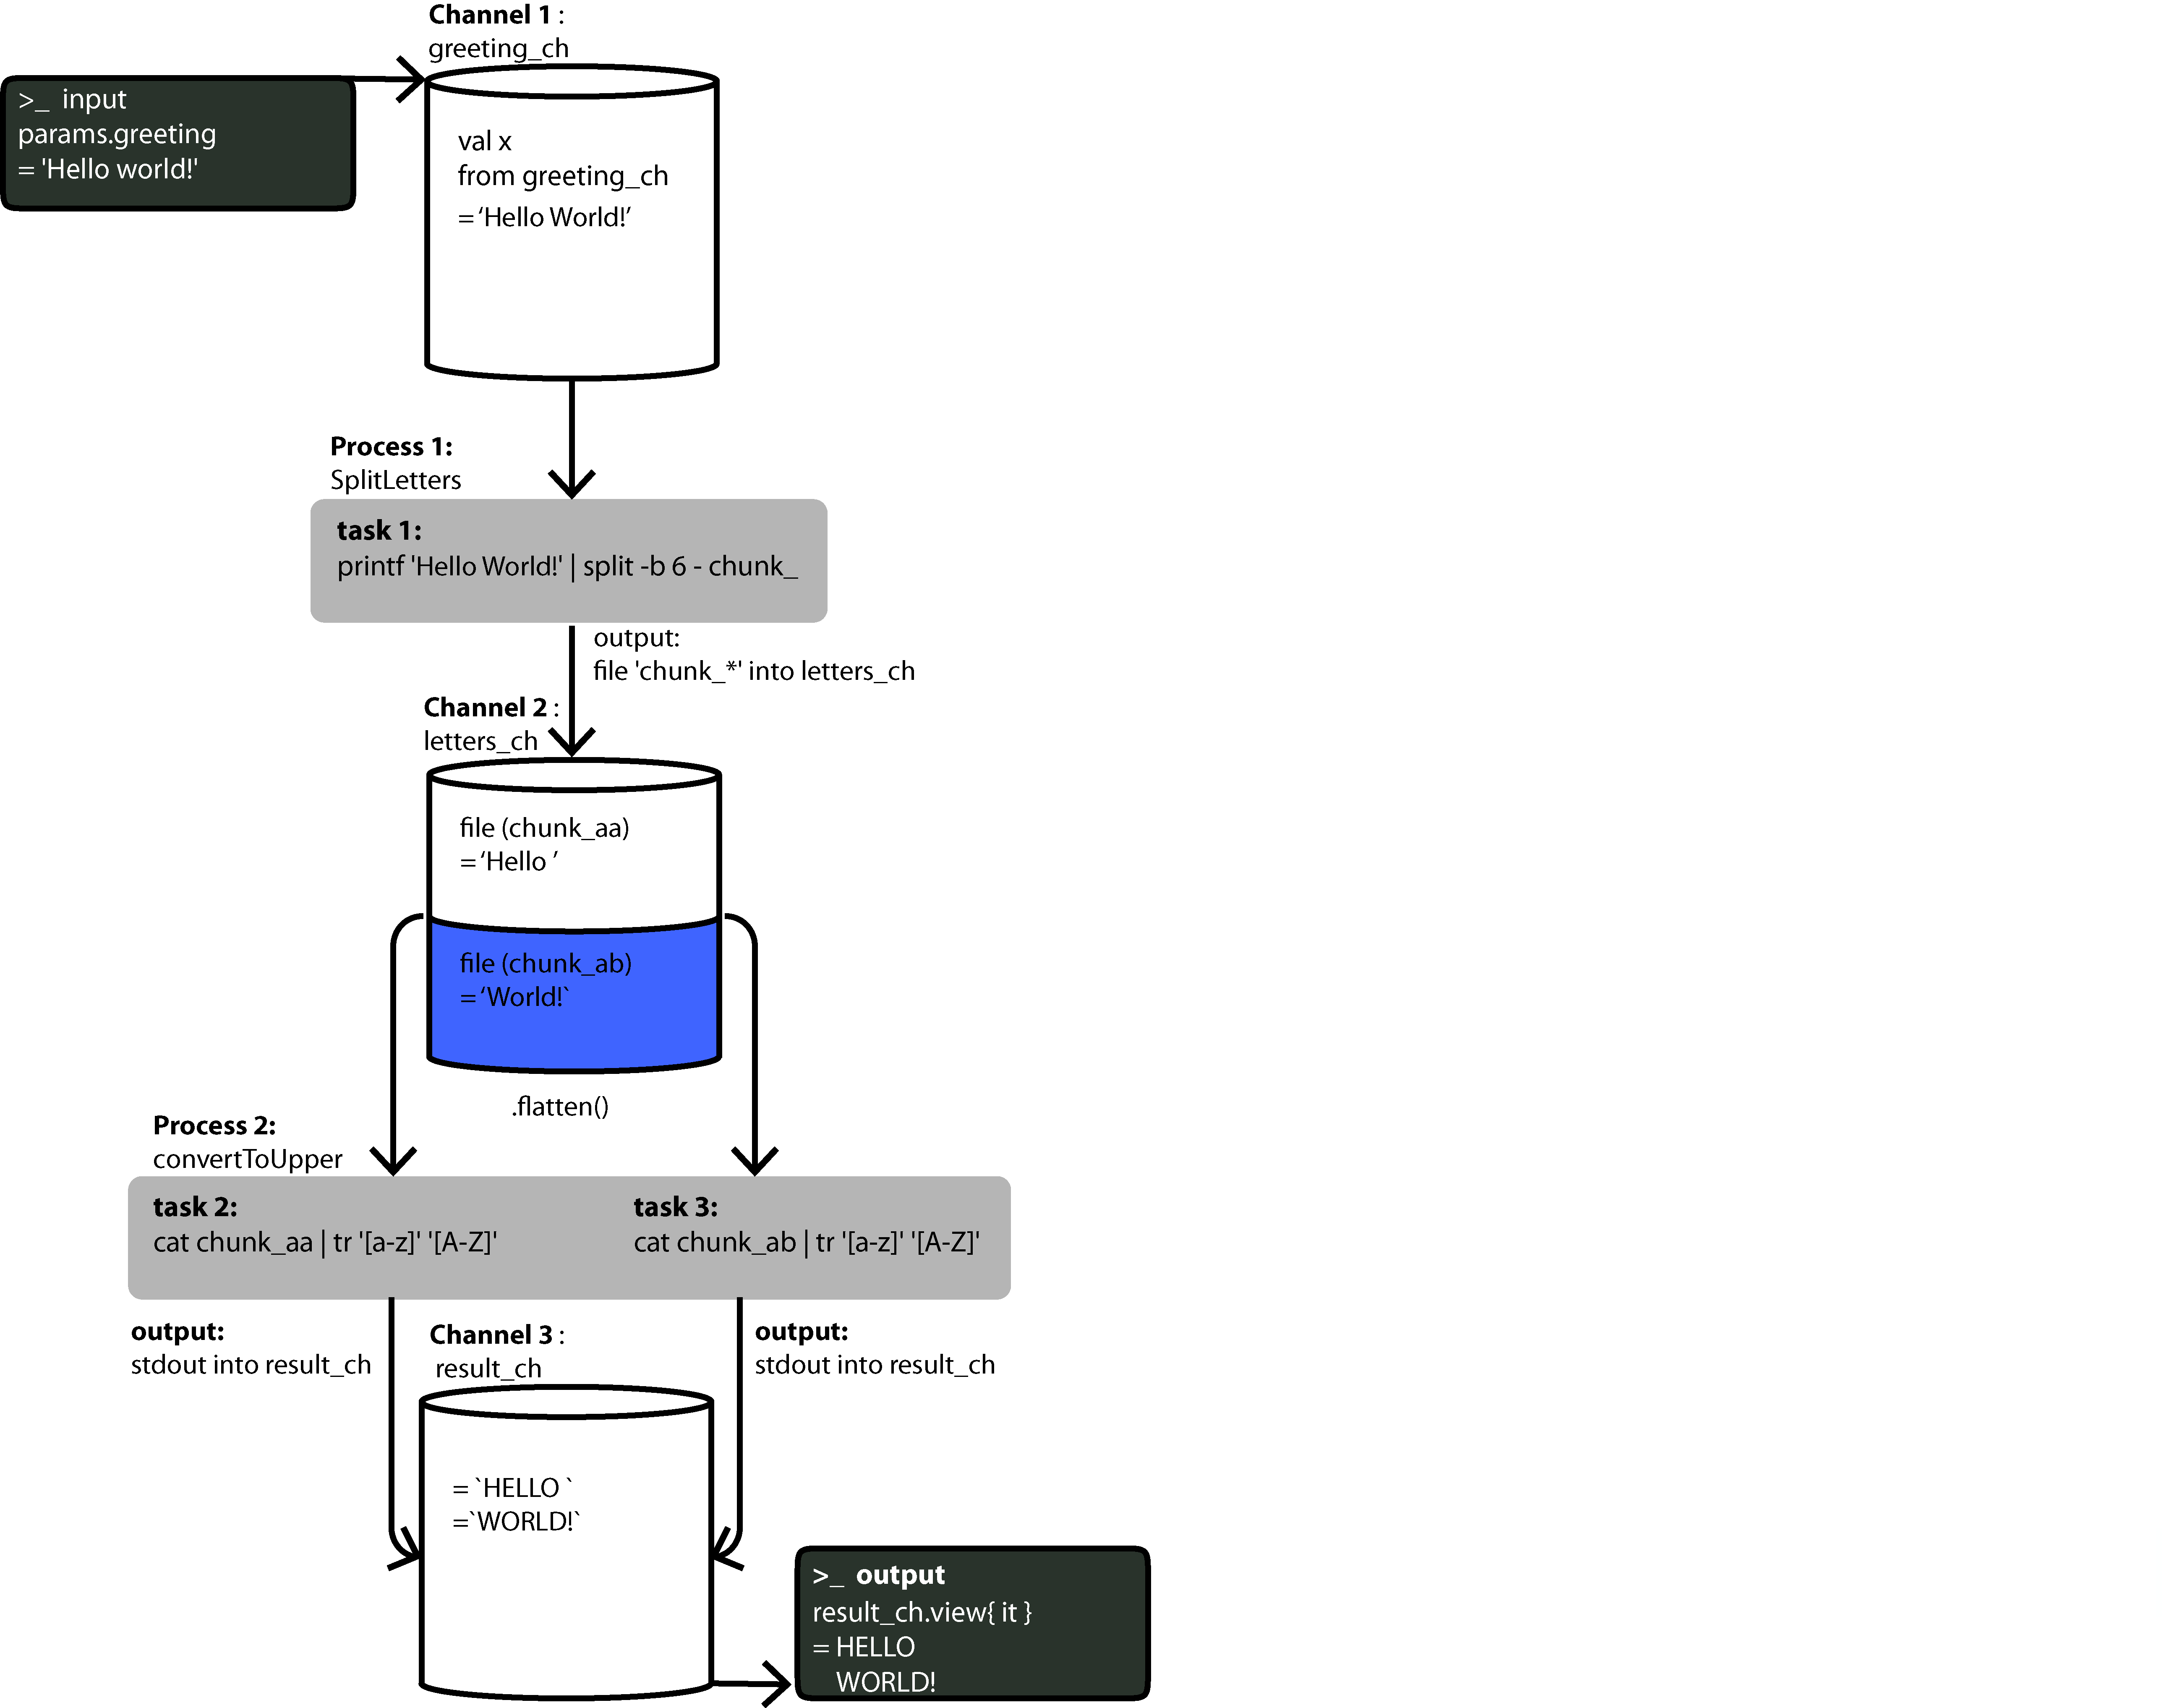 Channel 1 :
greeting_ch
>_ input
params.greeting
= 'Hello world!'
val x
from greeting_ch
= ‘Hello World!’
Process 1:
SplitLetters
task 1:
printf 'Hello World!' | split -b 6 - chunk_
output:
file 'chunk_*' into letters_ch
Channel 2 :
letters_ch
file (chunk_aa)
= ‘Hello ’
file (chunk_ab)
= ‘World!`
.flatten()
Process 2:
convertToUpper
task 2:
cat chunk_aa | tr '[a-z]' '[A-Z]'
task 3:
cat chunk_ab | tr '[a-z]' '[A-Z]'
output:
stdout into result_ch
Channel 3 :
result_ch
output:
stdout into result_ch
= `HELLO `
=`WORLD!`
>_ output
result_ch.view{ it }
= HELLO
WORLD!